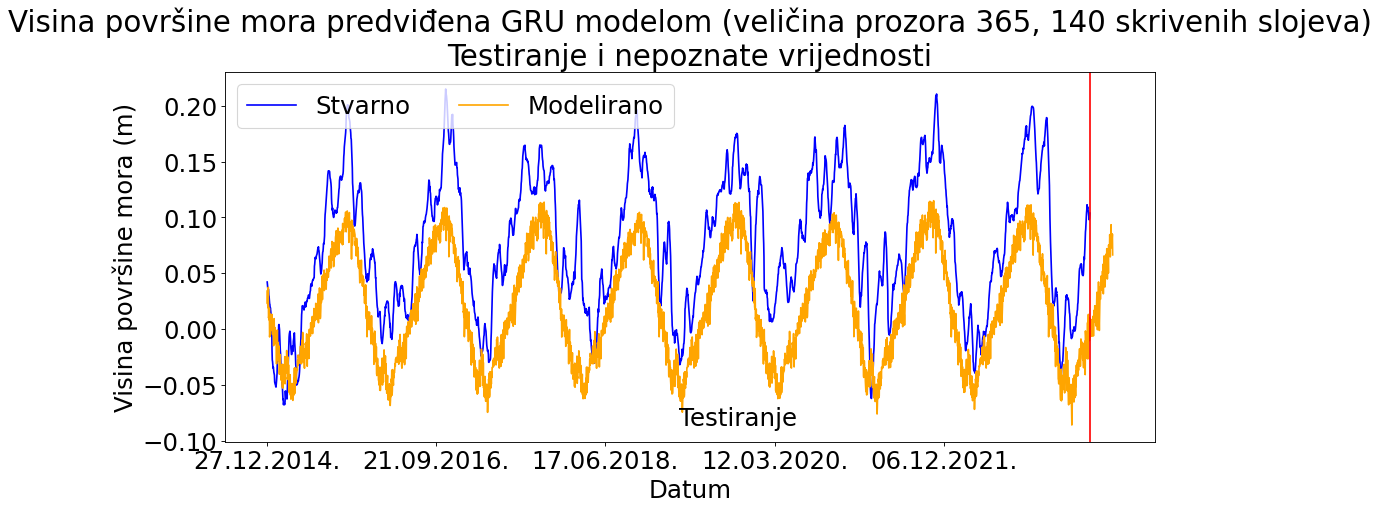 Visina površine mora predviđena GRU modelom (veličina prozora 365, 140 skrivenih slojeva)
Testiranje i nepoznate vrijednosti
Stvarno Modelirano
Visina površine mora (m)
0.20
0.15
0.10
0.05
0.00
−0.05
−0.10
Testiranje
27.12.2014. 21.09.2016. 17.06.2018. 12.03.2020. 06.12.2021.
Datum